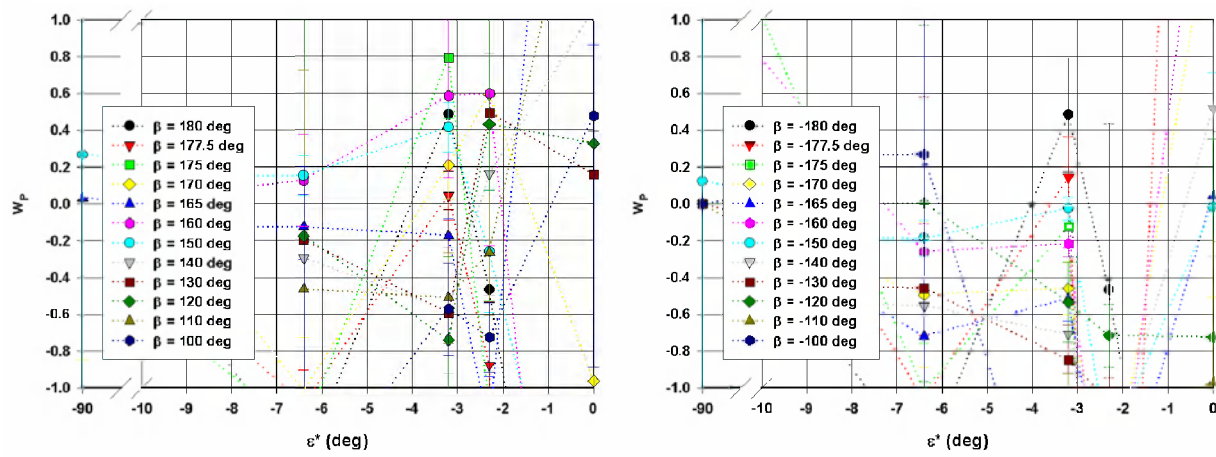 1.0
0.8
0.6
0.4
0.2
0.0
-0.2
-0.4
-0.6
-0.8
-1.0
W_P
β = 180 deg
β = 177.5 deg
β = 175 deg
β = 170 deg
β = 165 deg
β = 160 deg
β = 150 deg
β = 140 deg
β = 130 deg
β = 120 deg
β = 110 deg
β = 100 deg
-90 -10 -9 -8 -7 -6 -5 -4 -3 -2 -1 0
ε* (deg)
1.0
0.8
0.6
0.4
0.2
0.0
-0.2
-0.4
-0.6
-0.8
-1.0
W_P
β = -180 deg
β = -177.5 deg
β = -175 deg
β = -170 deg
β = -165 deg
β = -160 deg
β = -150 deg
β = -140 deg
β = -130 deg
β = -120 deg
β = -110 deg
β = -100 deg
-90 -10 -9 -8 -7 -6 -5 -4 -3 -2 -1 0
ε* (deg)